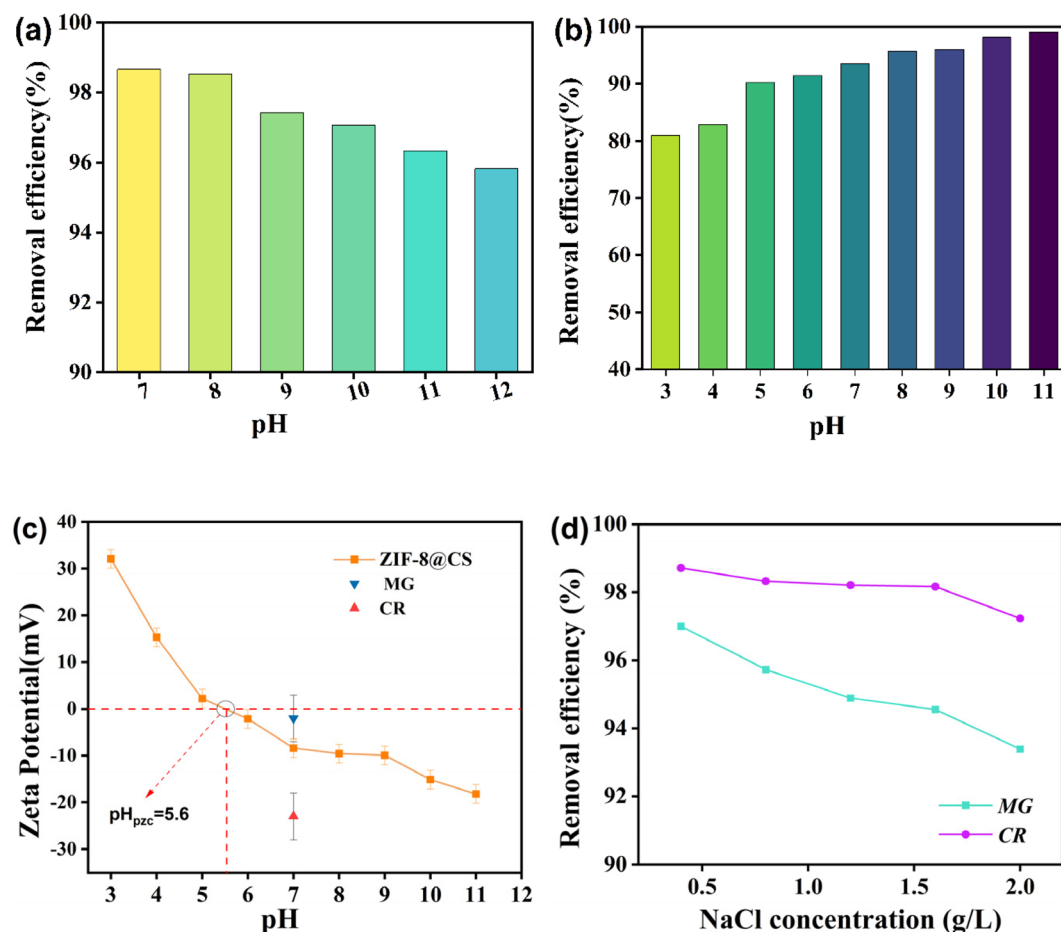 (a)
Removal efficiency(%)
100
98
96
94
92
90
7 8 9 10 11 12
pH
(b)
Removal efficiency(%)
100
90
80
70
60
50
40
3 4 5 6 7 8 9 10 11
pH
(c)
Zeta Potential(mV)
40
30
20
10
0
-10
-20
-30
ZIF-8@CS
MG
CR
pHpzc=5.6
3 4 5 6 7 8 9 10 11 12
pH
(d)
Removal efficiency (%)
100
98
96
94
92
90
MG
CR
0.5 1.0 1.5 2.0
NaCl concentration (g/L)